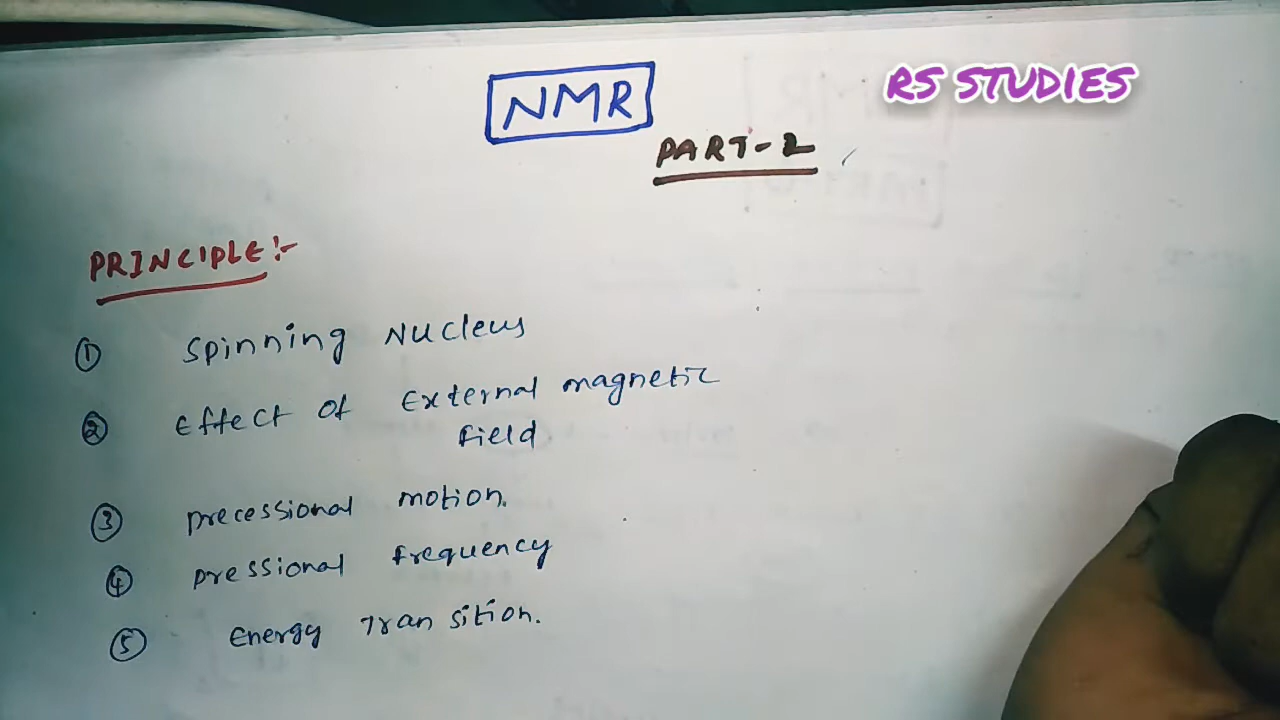 NMR
RS STUDIES
PART-2
PRINCIPLE:-
① Spinning Nucleus
② Effect of External magnetic
field
③ precessional motion.
④ pressional frequency
⑤ Energy Transition.